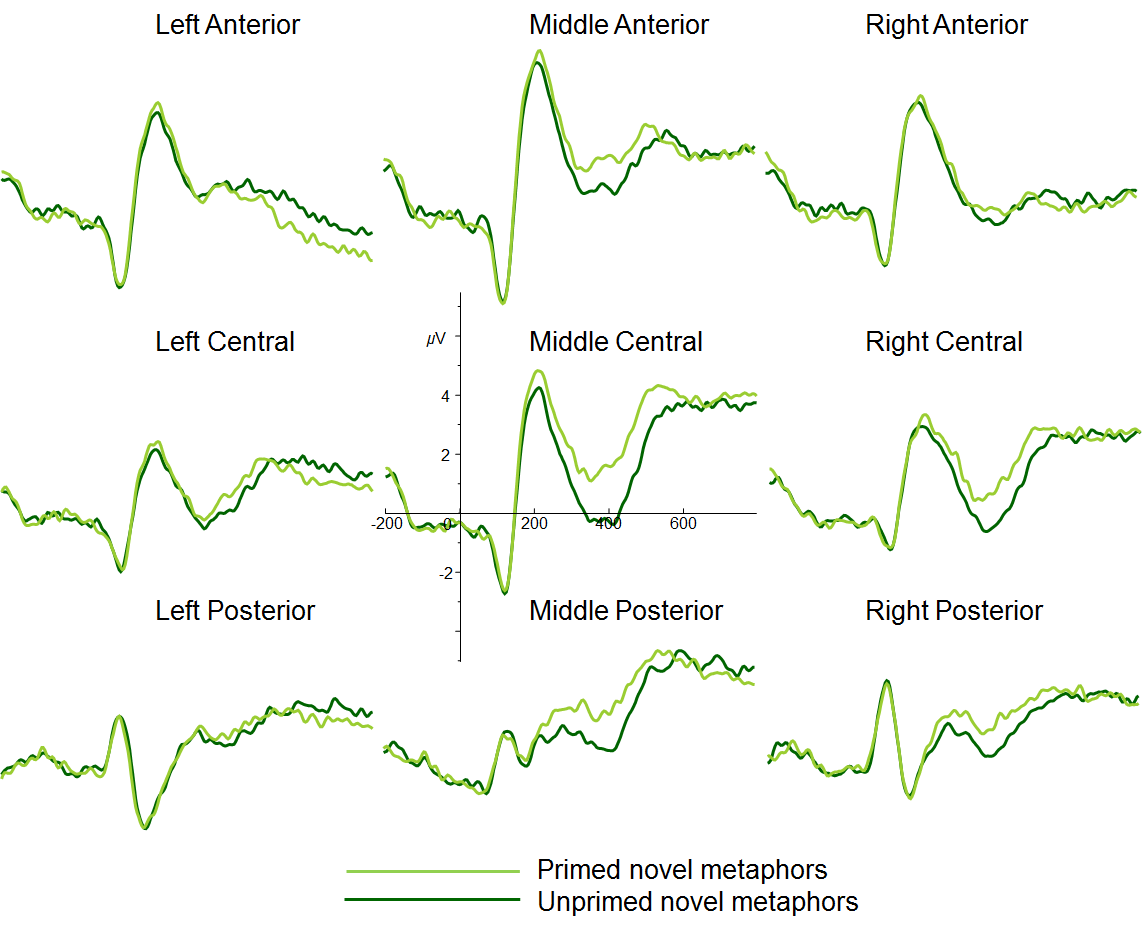 Left Anterior Middle Anterior Right Anterior
Left Central Middle Central Right Central
µV
4
2
-200 0 200 400 600
-2
Left Posterior Middle Posterior Right Posterior
Primed novel metaphors
Unprimed novel metaphors